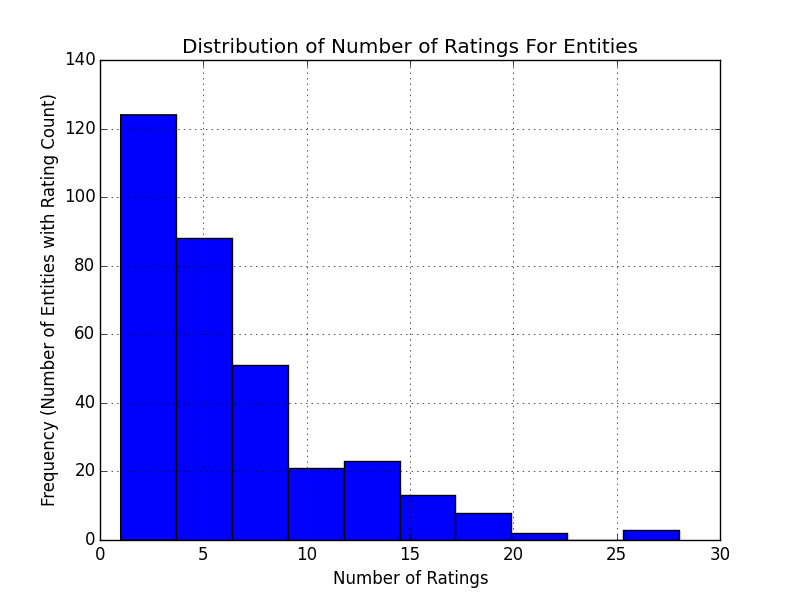 Distribution of Number of Ratings For Entities
140
120
100
80
60
40
20
0
Frequency (Number of Entities with Rating Count)
0 5 10 15 20 25 30
Number of Ratings